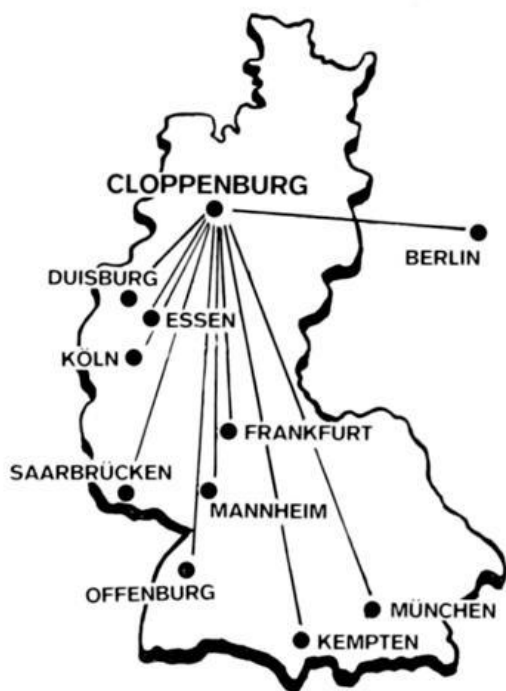 CLOPPENBURG
BERLIN
DUISBURG
ESSEN
KÖLN
FRANKFURT
SAARBRÜCKEN
MANNHEIM
OFFENBURG
MÜNCHEN
KEMPTEN